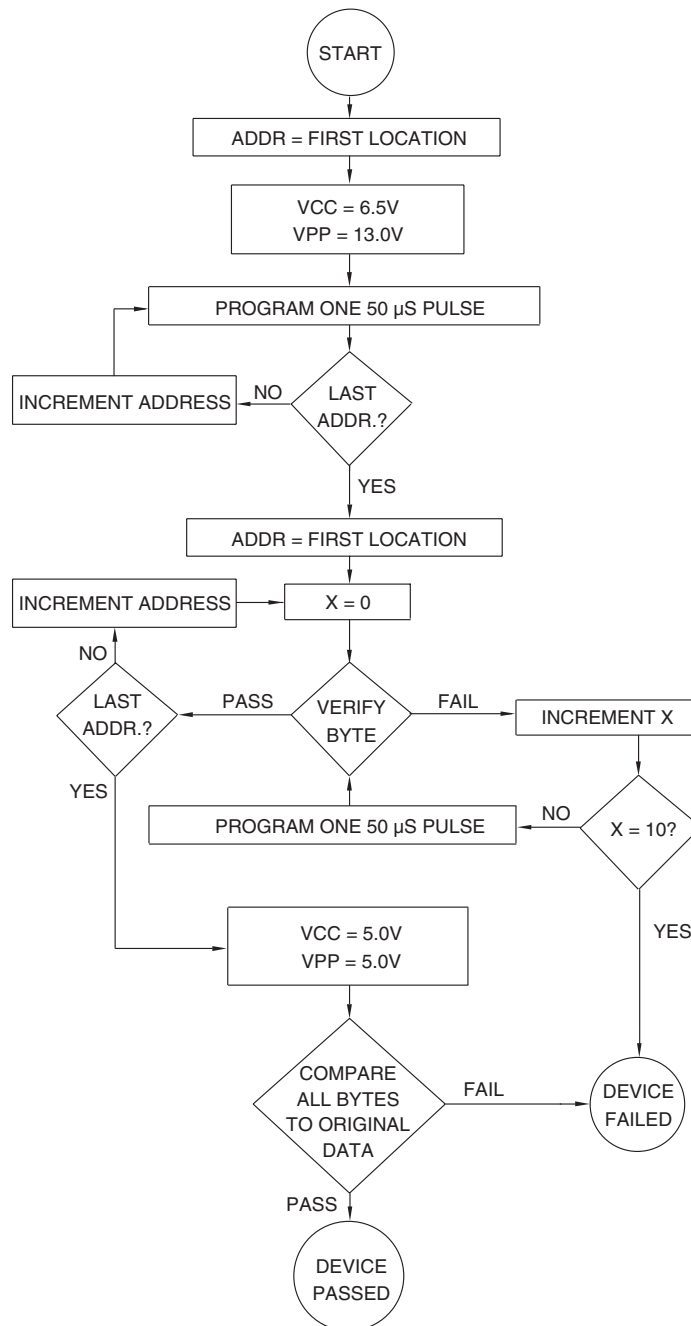 START
ADDR = FIRST LOCATION
VCC = 6.5V
VPP = 13.0V
PROGRAM ONE 50 µS PULSE
INCREMENT ADDRESS
NO
LAST
ADDR.?
YES
ADDR = FIRST LOCATION
INCREMENT ADDRESS
X = 0
NO
LAST
ADDR.?
PASS
VERIFY
BYTE
FAIL
INCREMENT X
YES
PROGRAM ONE 50 µS PULSE
NO
X = 10?
VCC = 5.0V
VPP = 5.0V
YES
COMPARE
ALL BYTES
TO ORIGINAL
DATA
FAIL
DEVICE
FAILED
PASS
DEVICE
PASSED